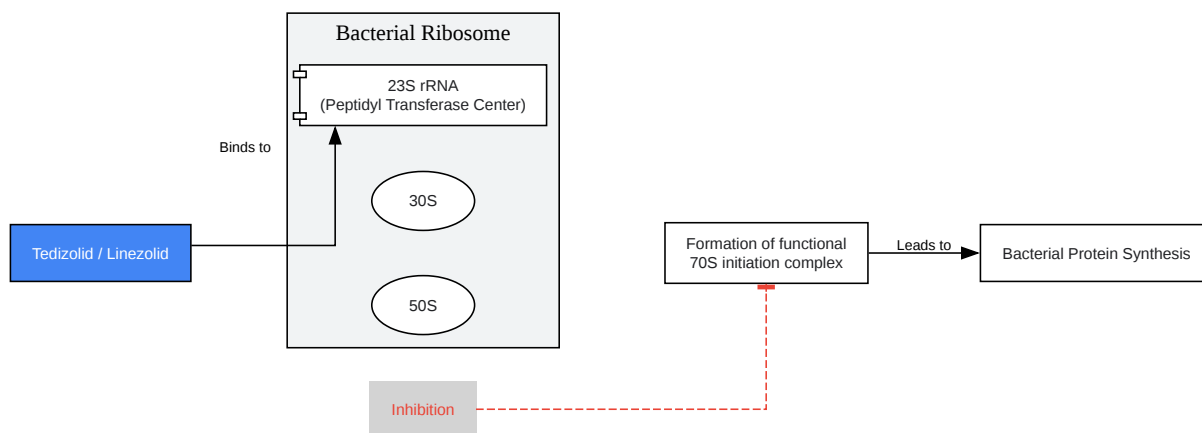 Bacterial Ribosome
23S rRNA
(Peptidyl Transferase Center)
Binds to
30S
Tedizolid / Linezolid
50S
Formation of functional
70S initiation complex
Leads to
Bacterial Protein Synthesis
Inhibition